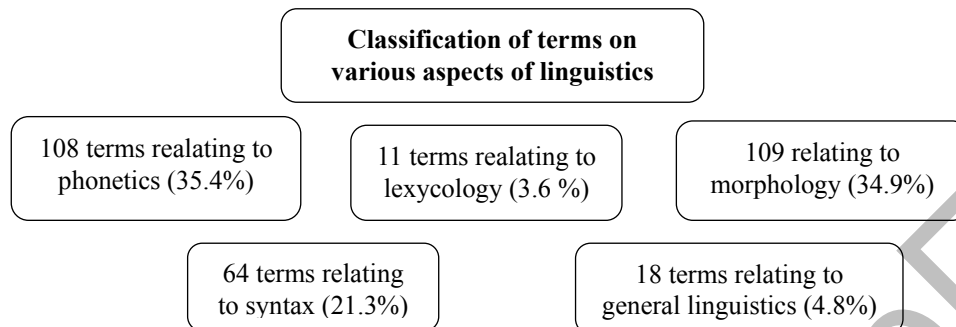 Classification of terms on
various aspects of linguistics
108 terms realating to
phonetics (35.4%)
11 terms realating to
lexycology (3.6 %)
109 relating to
morphology (34.9%)
64 terms relating
to syntax (21.3%)
18 terms relating to
general linguistics (4.8%)